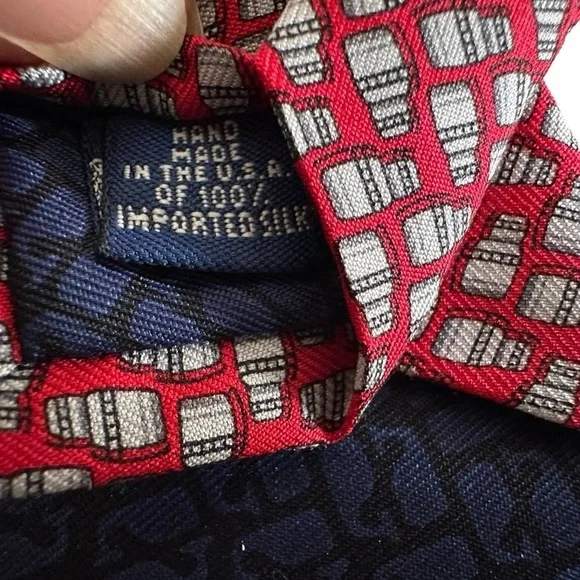 HAND
MADE
IN THE U.S.A
OF 100%
IMPORTED SILK